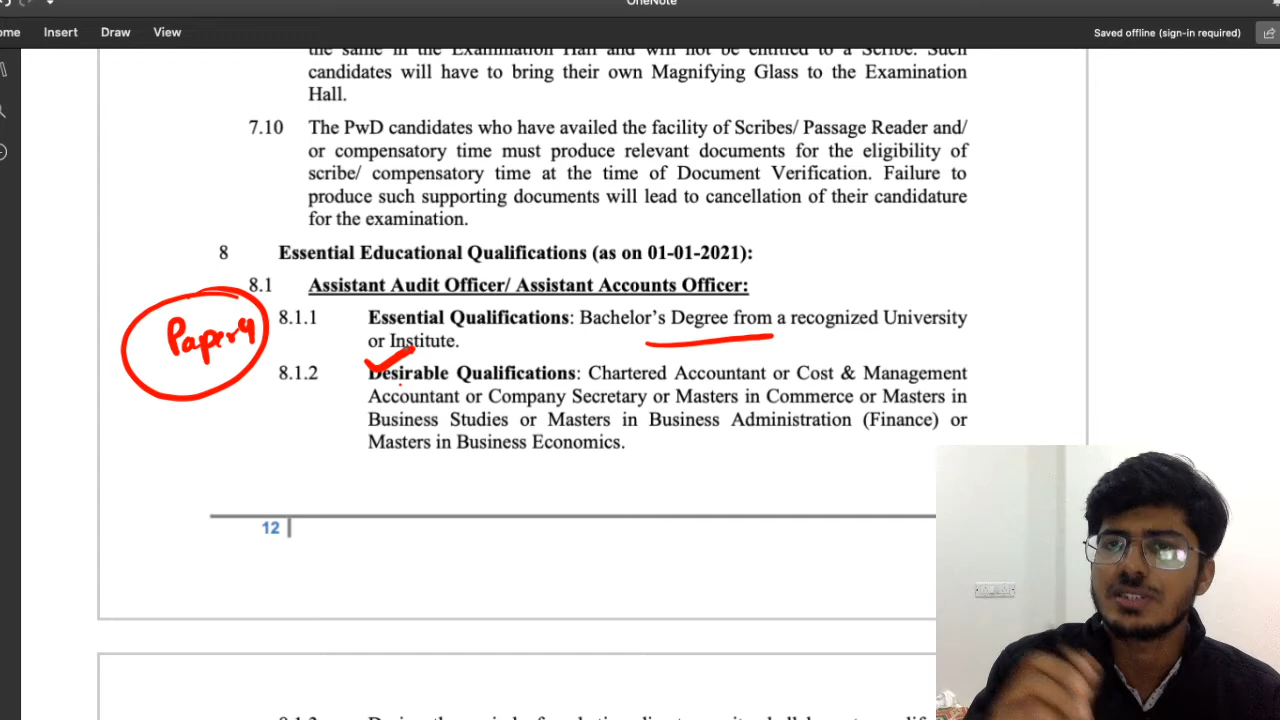 OneNote
ome Insert Draw View Saved offline (sign-in required)
the same in the Examination Hall and will not be entitled to a Scribe. Such
candidates will have to bring their own Magnifying Glass to the Examination
Hall.
7.10 The PwD candidates who have availed the facility of Scribes/ Passage Reader and/
or compensatory time must produce relevant documents for the eligibility of
scribe/ compensatory time at the time of Document Verification. Failure to
produce such supporting documents will lead to cancellation of their candidature
for the examination.
8 Essential Educational Qualifications (as on 01-01-2021):
8.1 Assistant Audit Officer/ Assistant Accounts Officer:
Paper 4
8.1.1 Essential Qualifications: Bachelor's Degree from a recognized University
or Institute.
8.1.2 Desirable Qualifications: Chartered Accountant or Cost & Management
Accountant or Company Secretary or Masters in Commerce or Masters in
Business Studies or Masters in Business Administration (Finance) or
Masters in Business Economics.
12